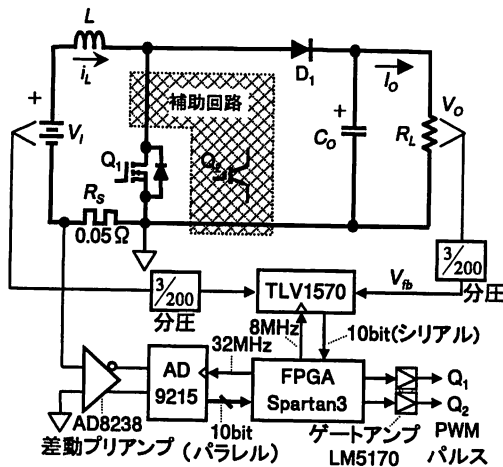 L
i_L
D₁
I_O
補助回路
+
V_I
Q₁
Q₂
+
C_O
R_L
V_O
R_S
0.05Ω
3/200
分圧
TLV1570
V_fb
3/200
分圧
8MHz
10bit(シリアル)
32MHz
AD
9215
FPGA
Spartan3
Q₁
Q₂
AD8238
差動プリアンプ
10bit
(パラレル)
ゲートアンプ
LM5170
PWM
パルス